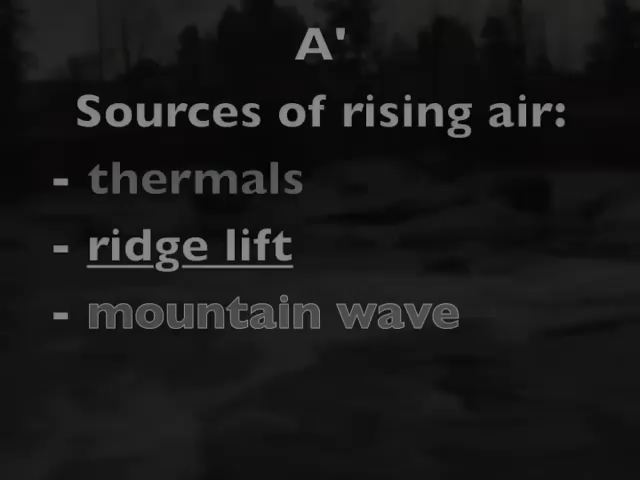 A'
Sources of rising air:
- thermals
- ridge lift
- mountain wave